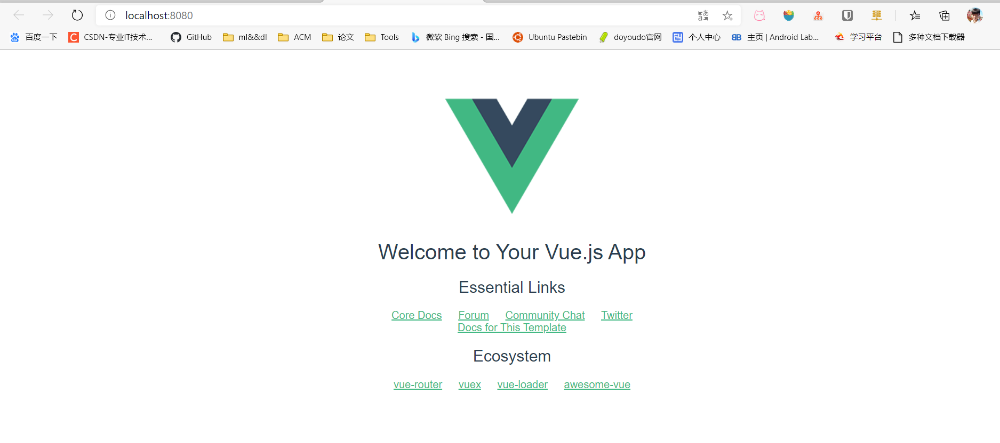 localhost:8080
百度一下 CSDN-专业IT技术... GitHub ml&&dl ACM 论文 Tools 微软 Bing 搜索 - 国... Ubuntu Pastebin doyoudo官网 个人中心 主页 | Android Lab... 学习平台 多种文档下载器
Welcome to Your Vue.js App
Essential Links
Core Docs Forum Community Chat Twitter
Docs for This Template
Ecosystem
vue-router vuex vue-loader awesome-vue